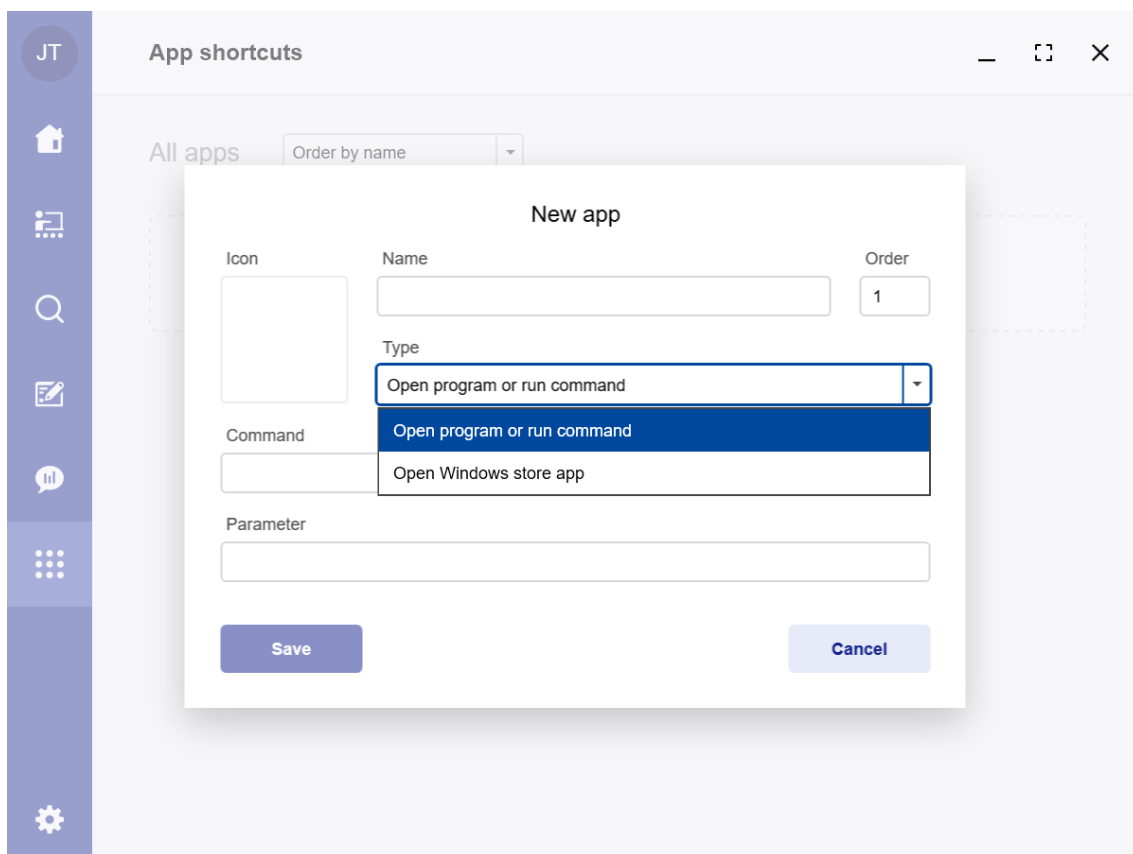 JT
App shortcuts
All apps
Order by name
New app
Icon
Name
Order
1
Type
Open program or run command
Open program or run command
Open Windows store app
Command
Parameter
Save
Cancel